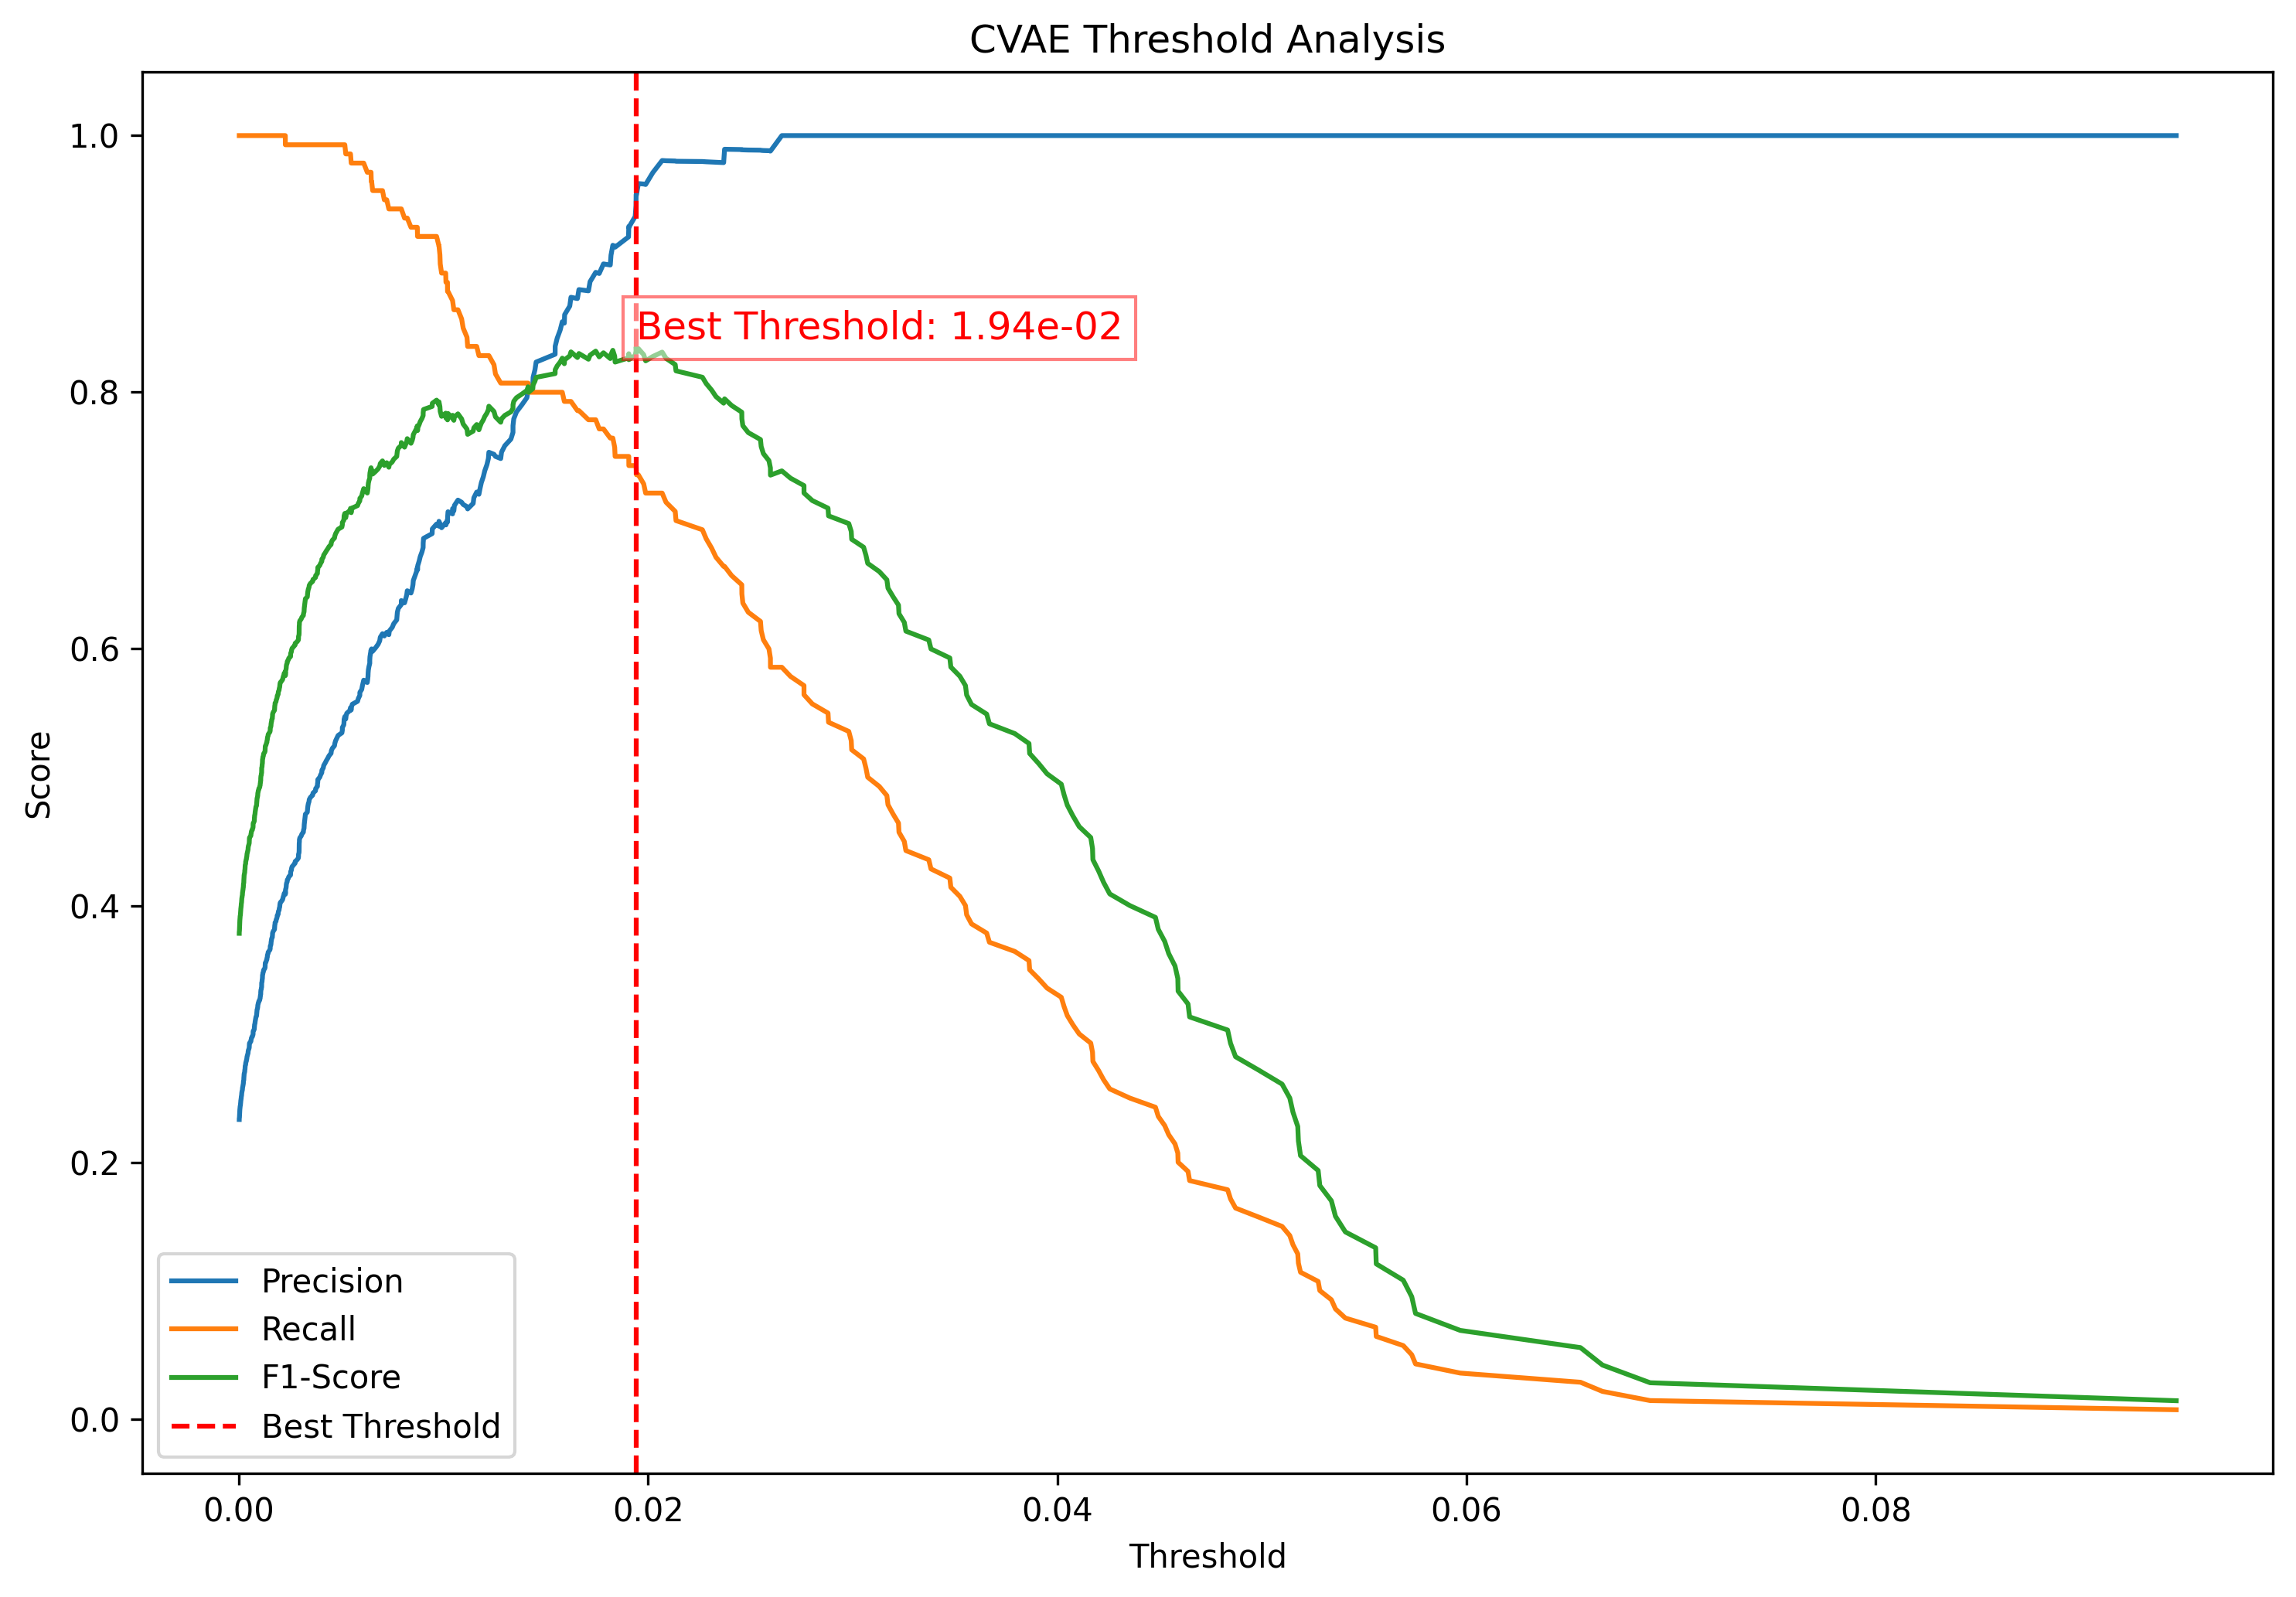 CVAE Threshold Analysis
1.0
0.8
0.6
0.4
0.2
0.0
Score
Best Threshold: 1.94e-02
Precision
Recall
F1-Score
Best Threshold
0.00 0.02 0.04 0.06 0.08
Threshold